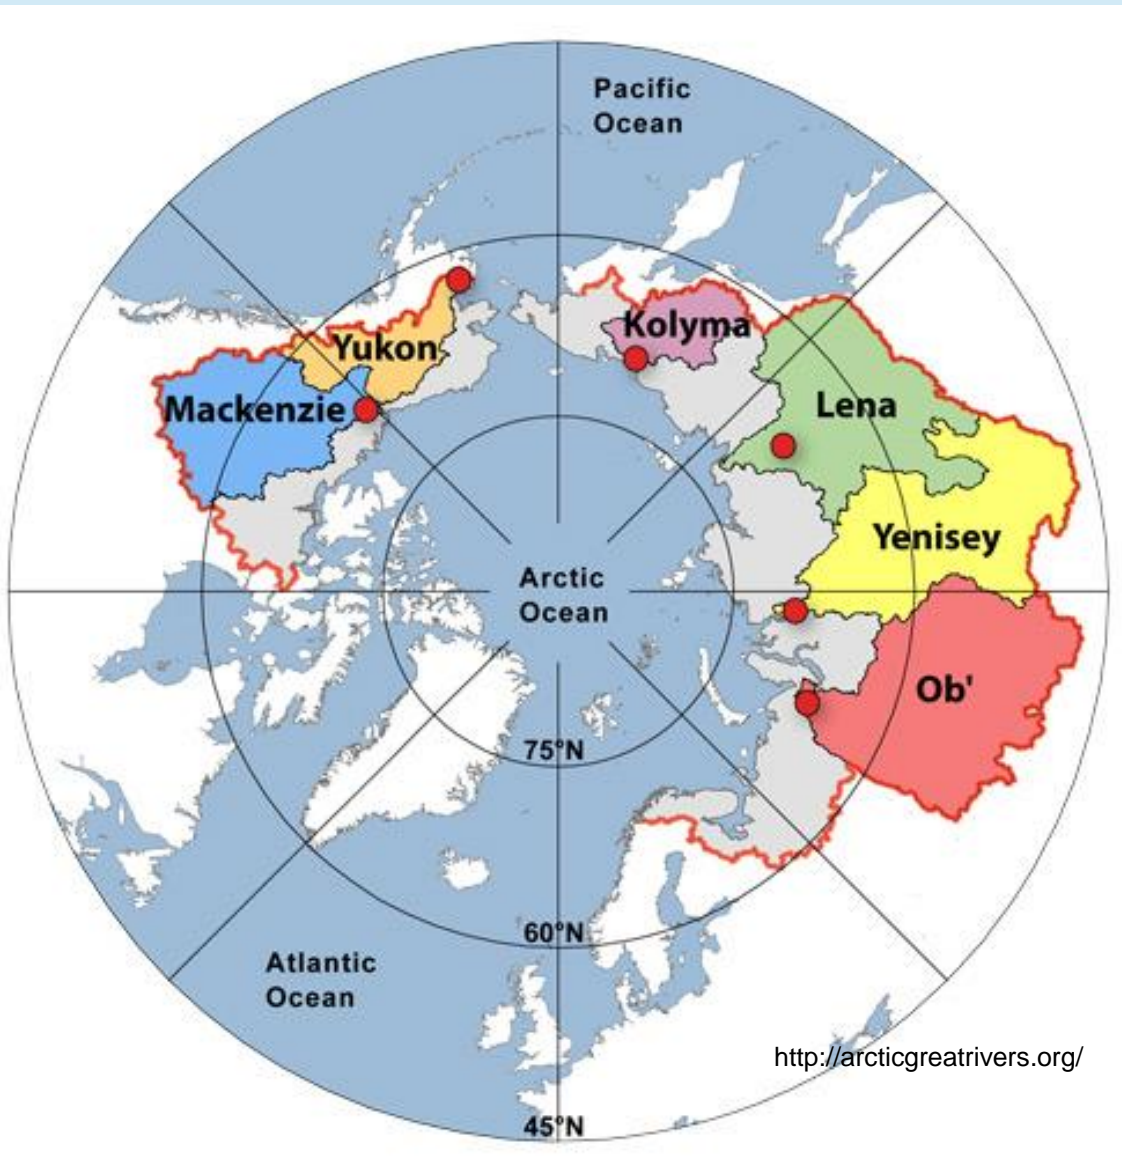 Pacific
Ocean
Kolyma
Yukon
Lena
Mackenzie
Yenisey
Arctic
Ocean
Ob'
75°N
60°N
Atlantic
Ocean
http://arcticgreatrivers.org/
45°N